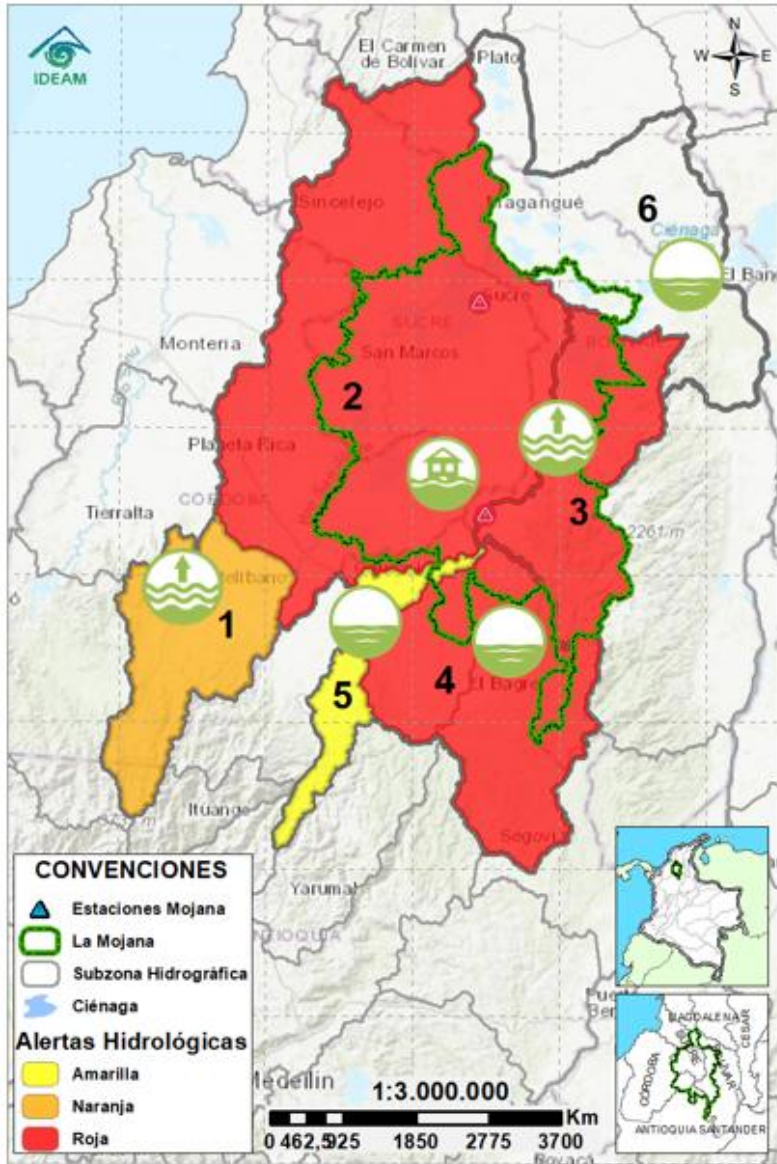 IDEAM
El Carmen
de Bolívar
Plato
N
W E
S
Sincelejo
Magangué
6
Ciénaga
El Banc
Sucre
SUCRE
Montería
San Marcos
2
Planeta Rica
CÓRDOBA
3
Tierralta
2261 m
1
4
El Bagre
5
Ituango
Segovia
Yarumal
Medellín
CONVENCIONES
Estaciones Mojana
La Mojana
Subzona Hidrogràfica
Ciénaga
Alertas Hidrológicas
Amarilla
Naranja
Roja
1:3.000.000
Km
0 462,5 925 1850 2775 3700
Boyacá
MAGDALENA
CESAR
CÓRDOBA
ANTIOQUIA SANTANDER